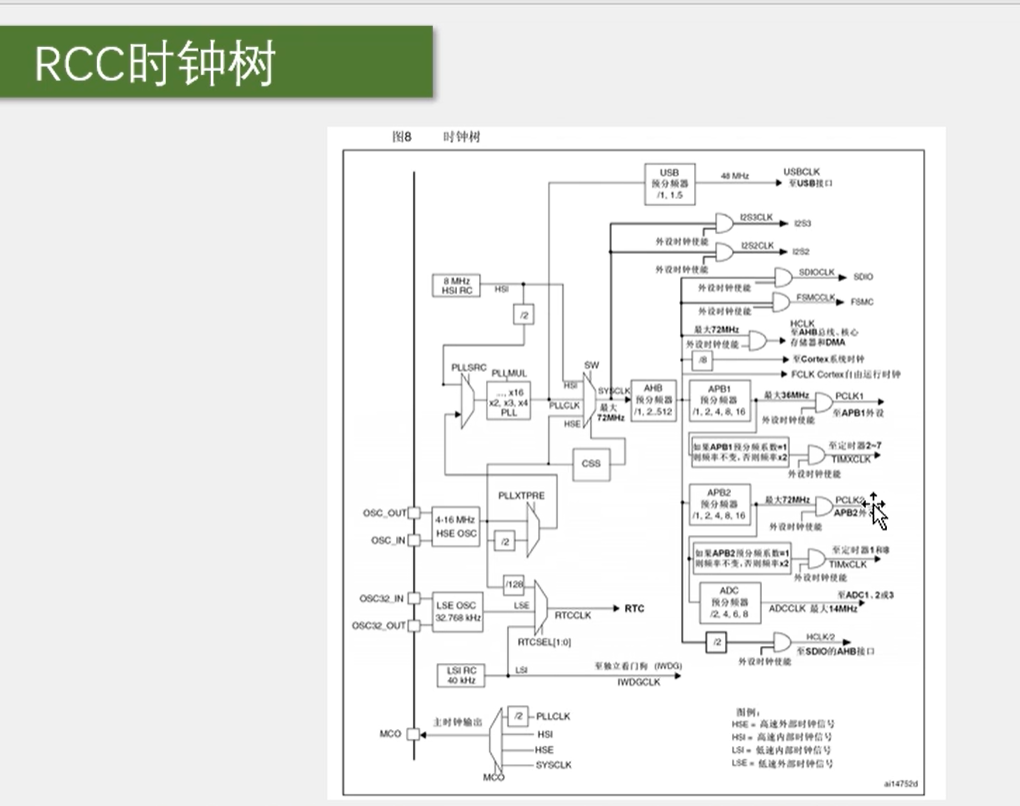 RCC时钟树
图8 时钟树
USB
预分频器
/1, 1.5
48 MHz
USBCLK
至USB接口
I2S3CLK
I2S3
外设时钟使能
I2S2CLK
I2S2
外设时钟使能
SDIOCLK
SDIO
外设时钟使能
FSMCCLK
FSMC
外设时钟使能
8 MHz
HSI RC
HSI
/2
最大72MHz
外设时钟使能
HCLK
至AHB总线、核心
存储器和DMA
/8
至Cortex系统时钟
FCLK Cortex自由运行时钟
PLLSRC
PLLMUL
..., x16
x2, x3, x4
PLL
SW
HSI
PLLCLK
HSE
SYSCLK
最大
72MHz
AHB
预分频器
/1, 2..512
APB1
预分频器
/1, 2, 4, 8, 16
最大36MHz
PCLK1
至APB1外设
外设时钟使能
如果APB1预分频系数=1
则频率不变，否则频率x2
至定时器2~7
TIMXCLK
外设时钟使能
CSS
PLLXTPRE
OSC_OUT
OSC_IN
4-16 MHz
HSE OSC
/2
APB2
预分频器
/1, 2, 4, 8, 16
最大72MHz
PCLK2
APB2外
外设时钟使能
如果APB2预分频系数=1
则频率不变，否则频率x2
至定时器1和8
TIMxCLK
外设时钟使能
ADC
预分频器
/2, 4, 6, 8
至ADC1、2或3
ADCCLK 最大14MHz
/128
OSC32_IN
OSC32_OUT
LSE OSC
32.768 kHz
LSE
RTCCLK
RTC
RTCSEL[1:0]
/2
HCLK/2
至SDIO的AHB接口
外设时钟使能
LSI RC
40 kHz
LSI
至独立看门狗 (IWDG)
IWDGCLK
MCO
主时钟输出
/2
PLLCLK
HSI
HSE
SYSCLK
MCO
图例：
HSE = 高速外部时钟信号
HSI = 高速内部时钟信号
LSI = 低速内部时钟信号
LSE = 低速外部时钟信号
ai14752d